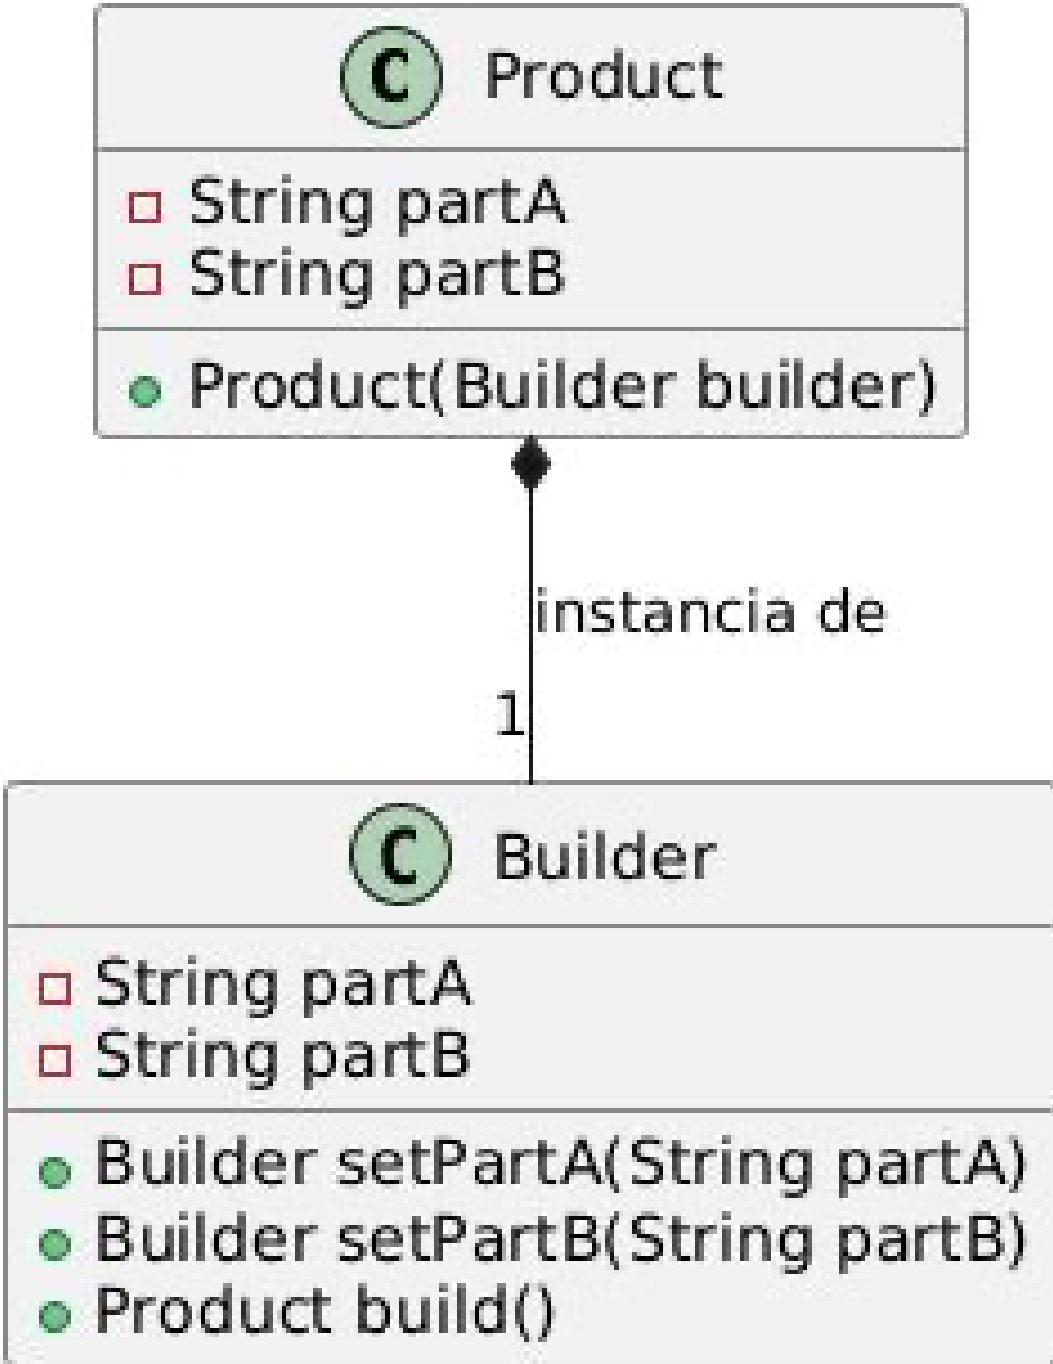 C Product
String partA
String partB
Product(Builder builder)
instancia de
1
C Builder
String partA
String partB
Builder setPartA(String partA)
Builder setPartB(String partB)
Product build()